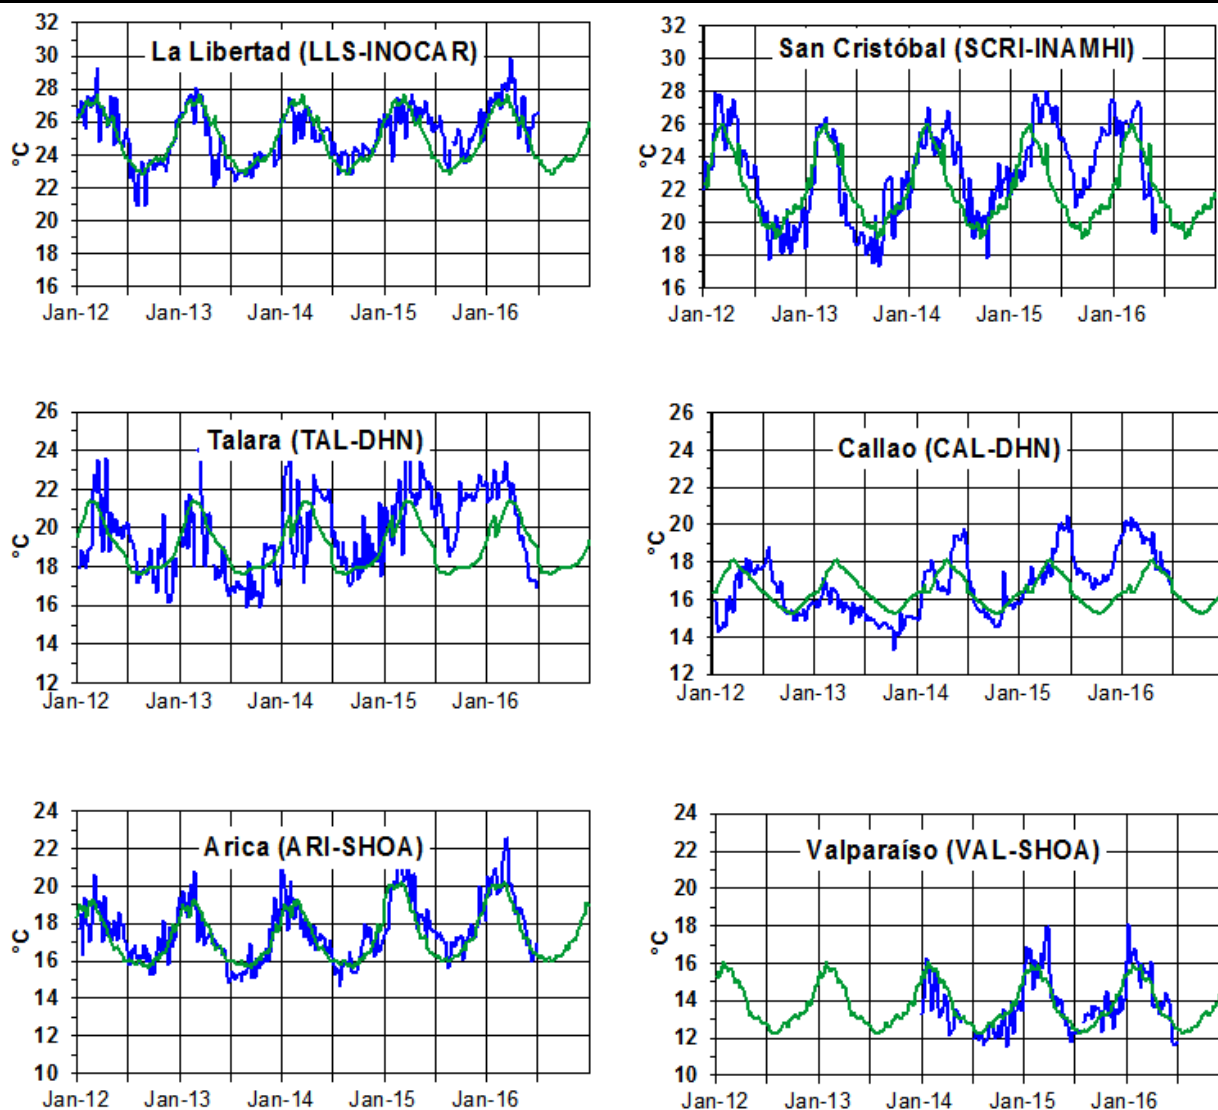 La Libertad (LLS-INOCAR)
32
30
28
26
24
22
20
18
16
°C
Jan-12 Jan-13 Jan-14 Jan-15 Jan-16
San Cristóbal (SCRI-INAMHI)
32
30
28
26
24
22
20
18
16
°C
Jan-12 Jan-13 Jan-14 Jan-15 Jan-16
Talara (TAL-DHN)
26
24
22
20
18
16
14
12
°C
Jan-12 Jan-13 Jan-14 Jan-15 Jan-16
Callao (CAL-DHN)
26
24
22
20
18
16
14
12
°C
Jan-12 Jan-13 Jan-14 Jan-15 Jan-16
Arica (ARI-SHOA)
24
22
20
18
16
14
12
10
°C
Jan-12 Jan-13 Jan-14 Jan-15 Jan-16
Valparaíso (VAL-SHOA)
24
22
20
18
16
14
12
10
°C
Jan-12 Jan-13 Jan-14 Jan-15 Jan-16